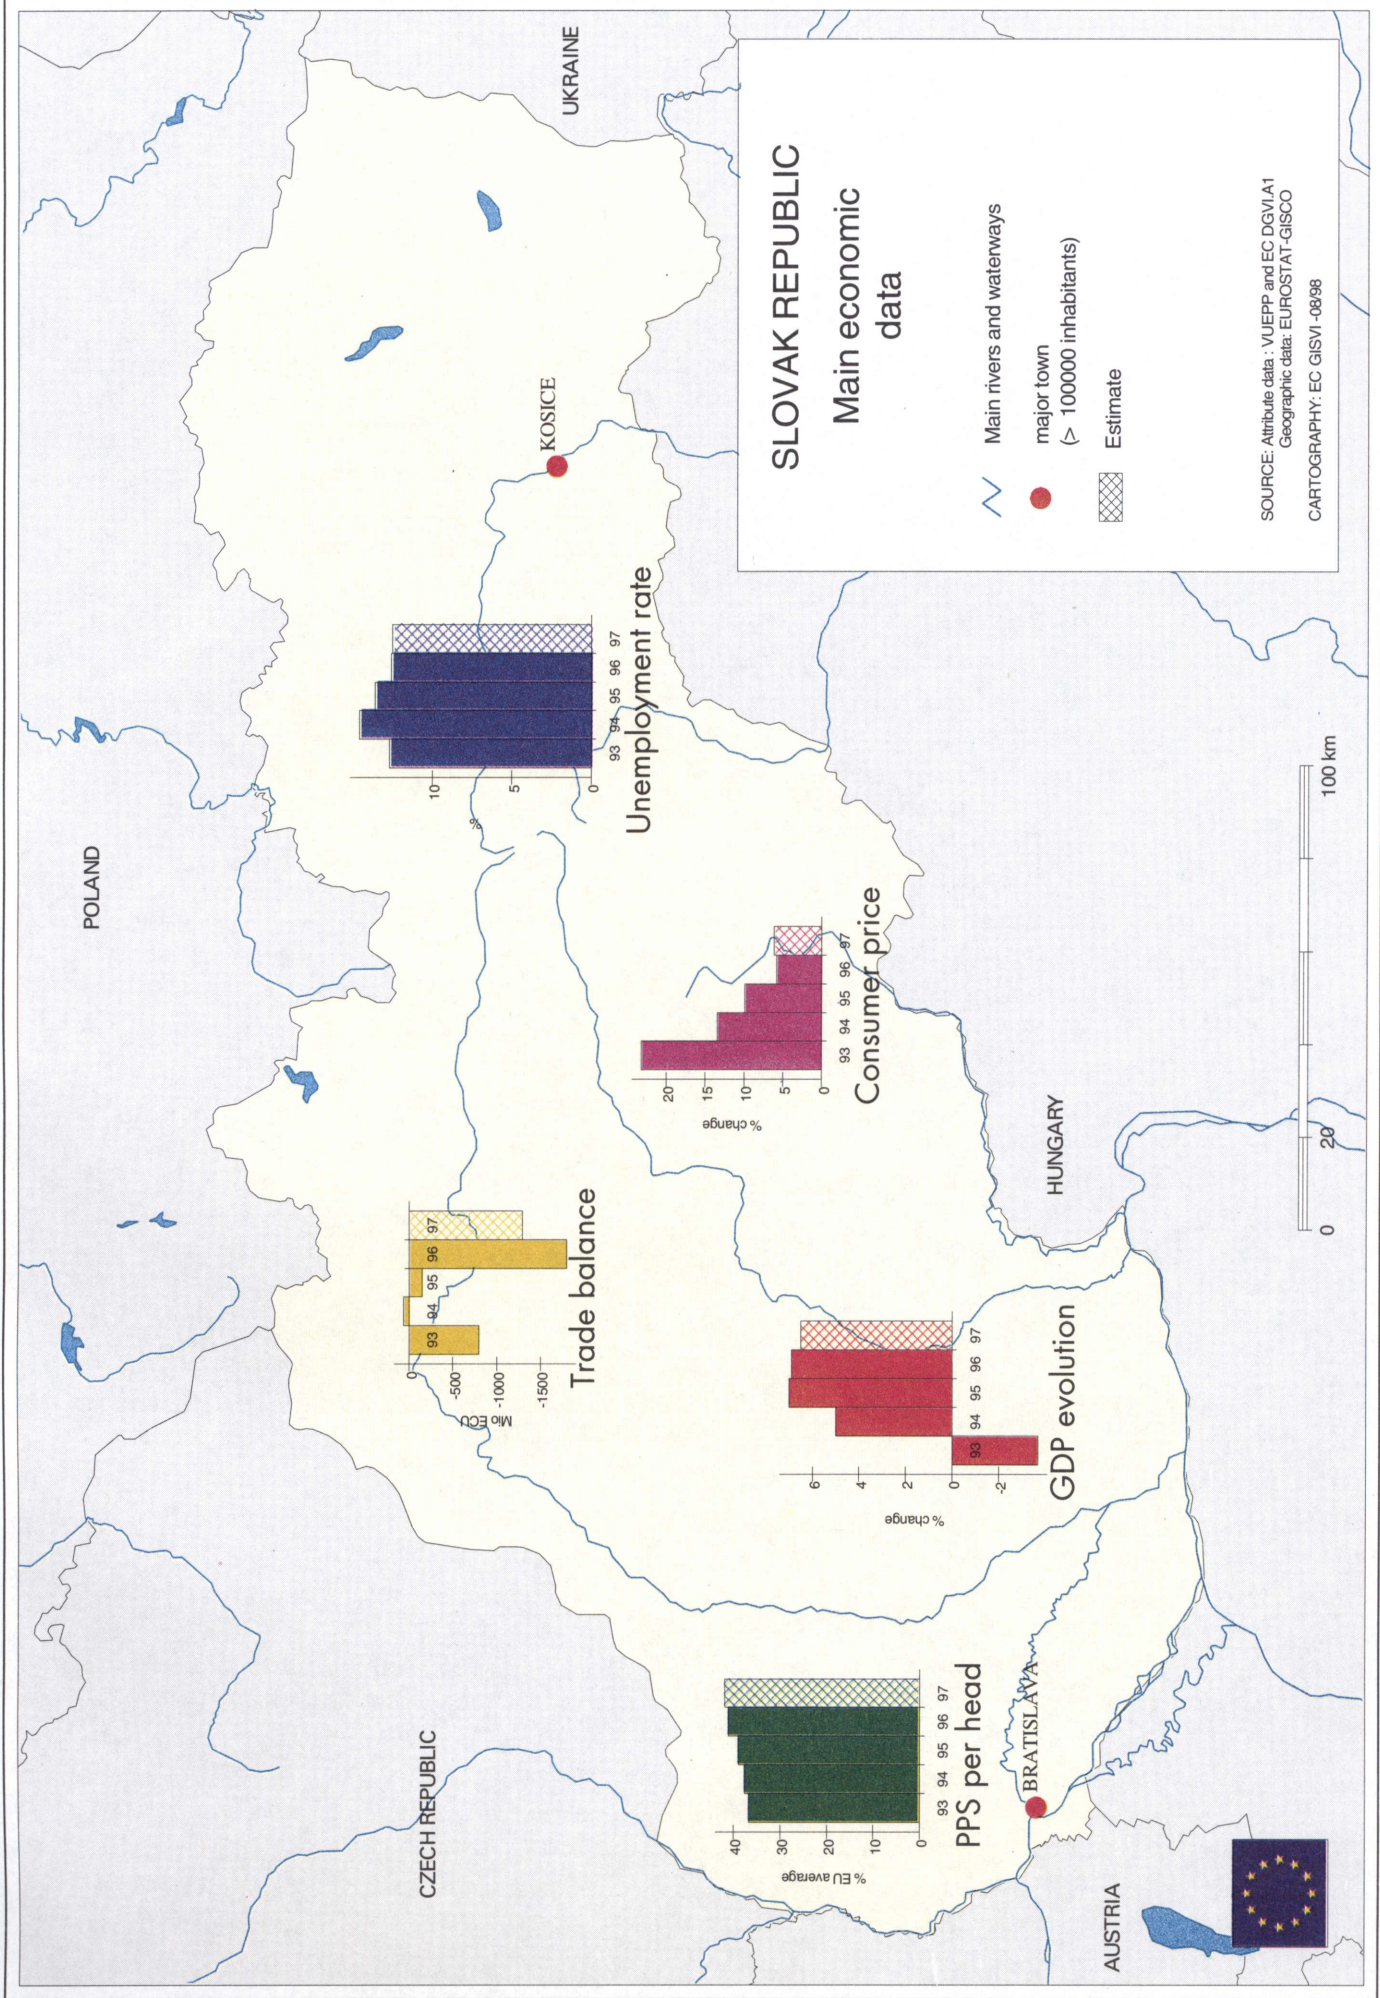 SLOVAK REPUBLIC
Main economic
data
Main rivers and waterways
major town
(> 100000 inhabitants)
Estimate
SOURCE: Attribute data : VUEPP and EC DGVI.A1
Geographic data: EUROSTAT-GISCO
CARTOGRAPHY: EC GISVI -08/98
POLAND
UKRAINE
CZECH REPUBLIC
AUSTRIA
HUNGARY
KOSICE
BRATISLAVA
Mio ECU
0
-500
-1000
-1500
93 94 95 96 97
Trade balance
%
10
5
0
93 94 95 96 97
Unemployment rate
% change
20
15
10
5
0
93 94 95 96 97
Consumer price
% EU average
40
30
20
10
0
93 94 95 96 97
PPS per head
% change
6
4
2
0
-2
93 94 95 96 97
GDP evolution
0 20 100 km